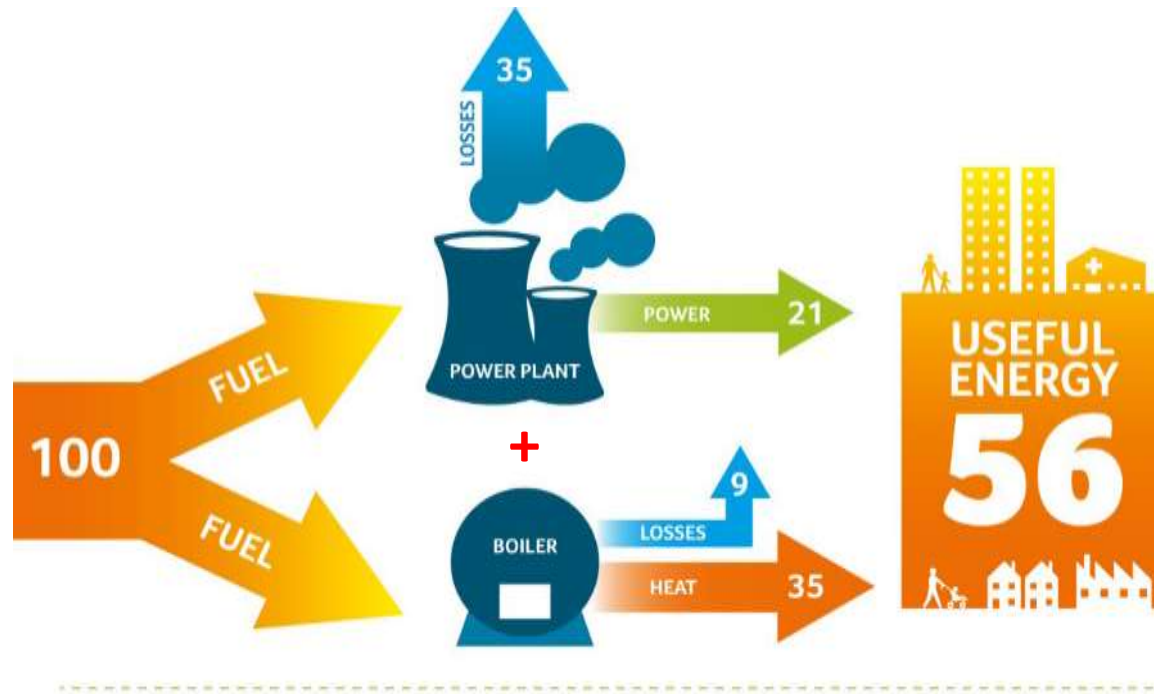 35
LOSSES
POWER PLANT
POWER
21
FUEL
100
FUEL
+
BOILER
9
LOSSES
HEAT
35
USEFUL
ENERGY
56